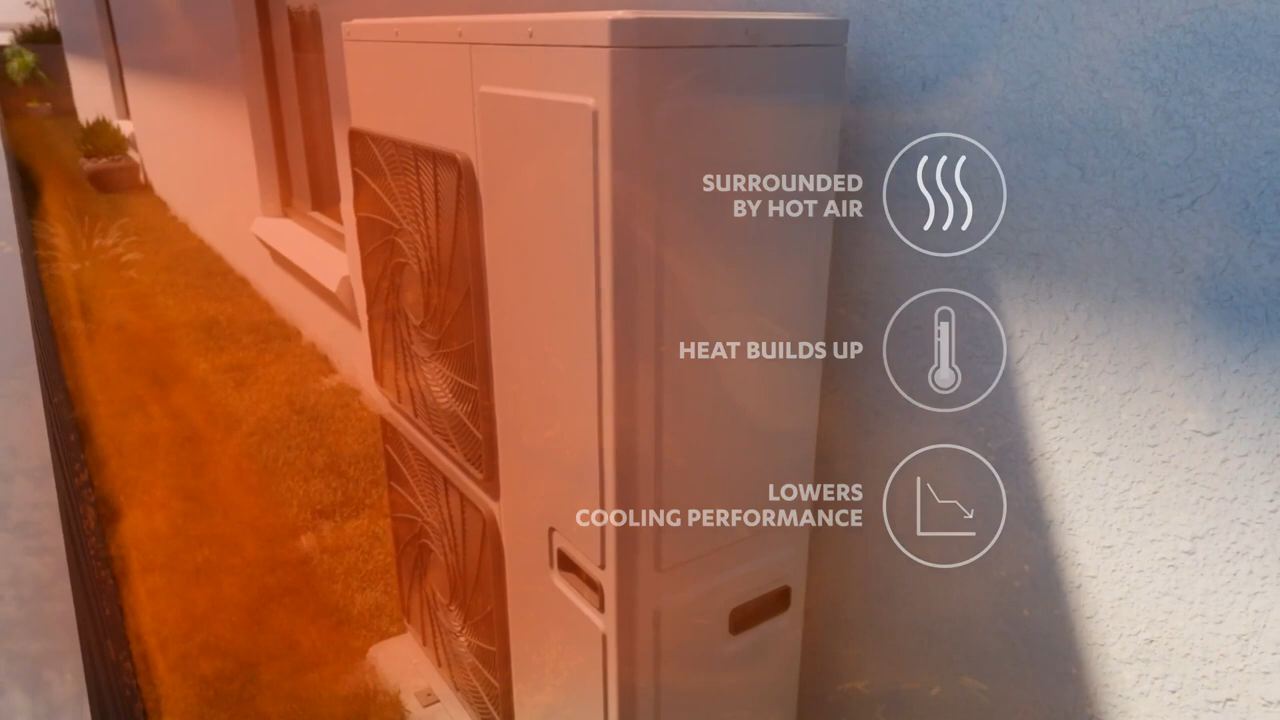 SURROUNDED
BY HOT AIR
HEAT BUILDS UP
LOWERS
COOLING PERFORMANCE